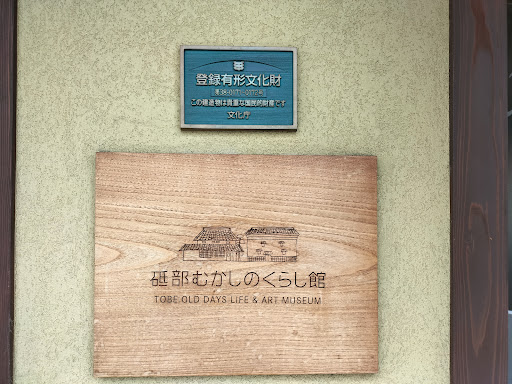 登録有形文化財
この建造物は貴重な国民的財産です
文化庁
砥部むかしのくらし館
TOBE OLD DAYS LIFE & ART MUSEUM